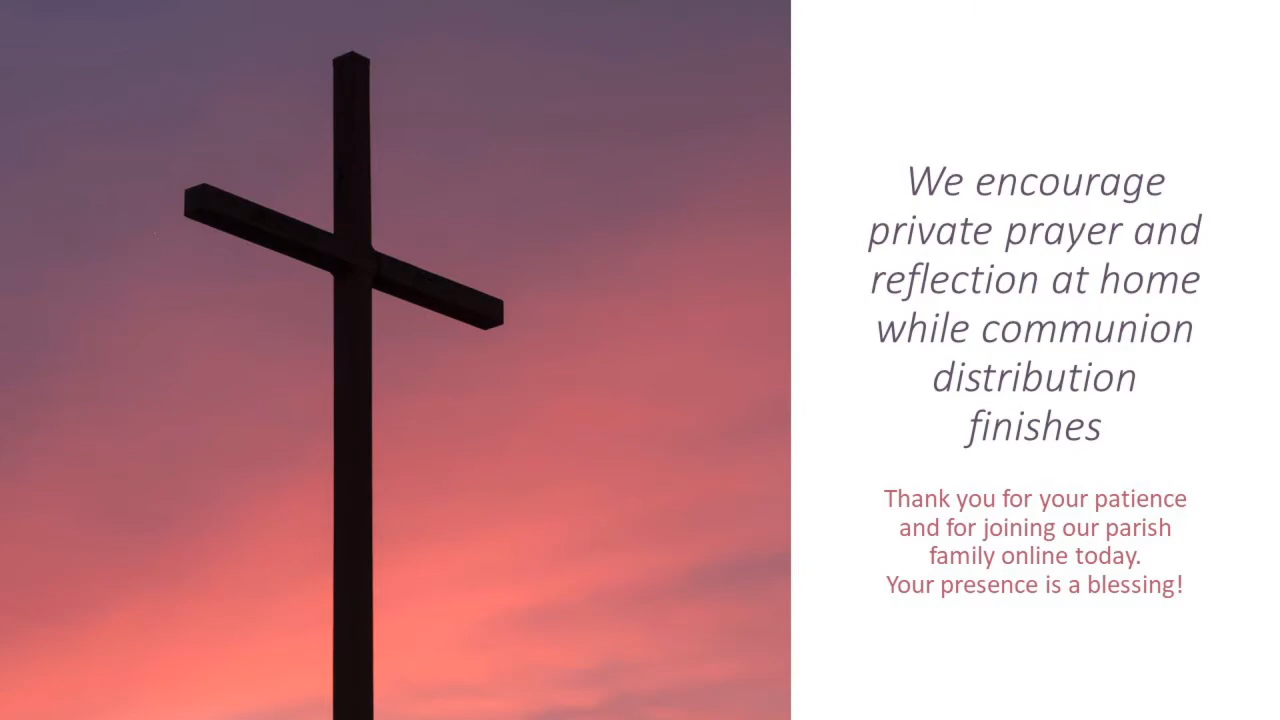 We encourage
private prayer and
reflection at home
while communion
distribution
finishes
Thank you for your patience
and for joining our parish
family online today.
Your presence is a blessing!